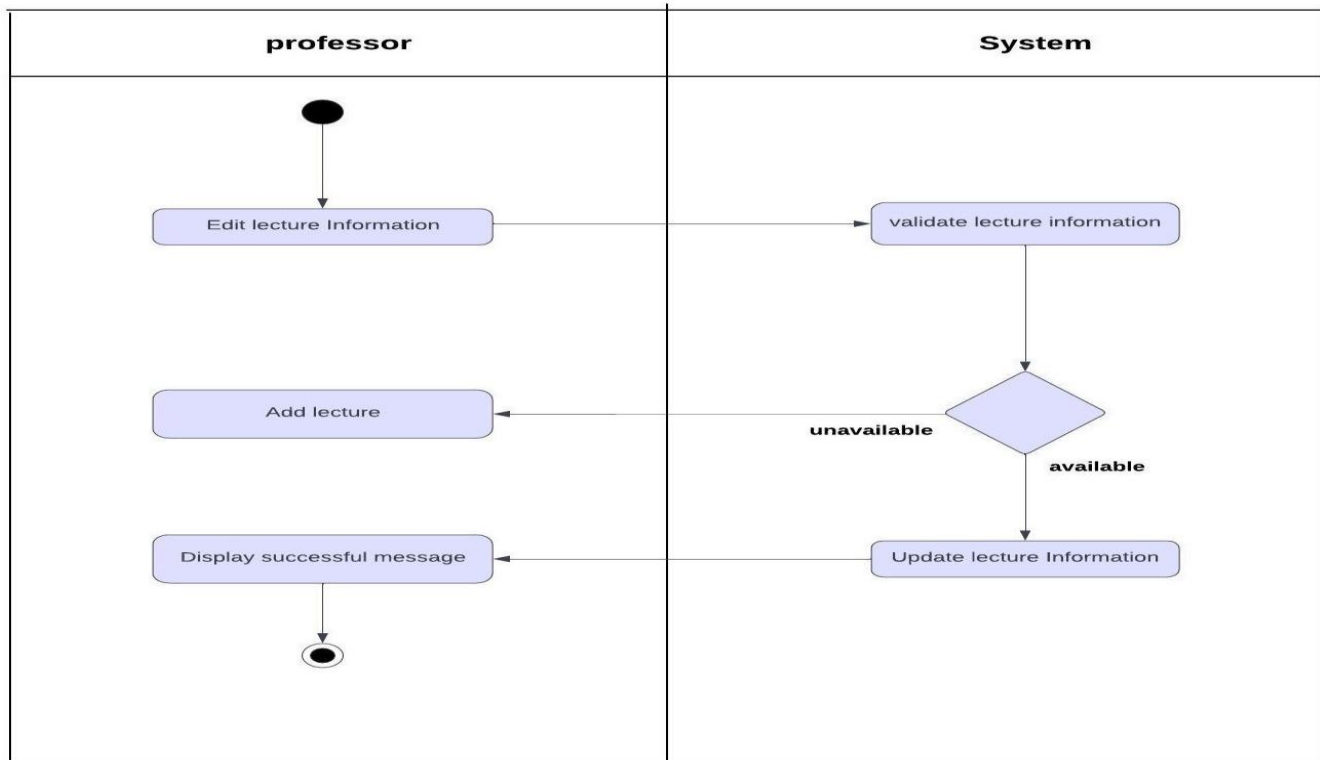 professor
System
Edit lecture Information
validate lecture information
Add lecture
unavailable
available
Display successful message
Update lecture Information